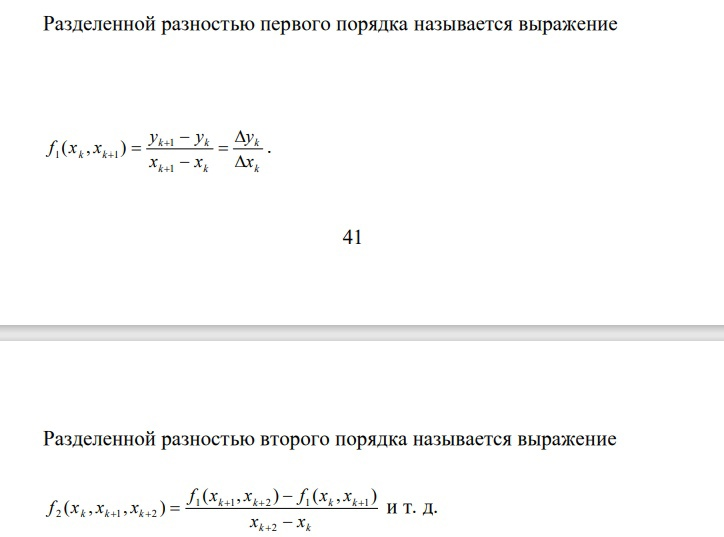 Разделенной разностью первого порядка называется выражение
f₁(xₖ, xₖ₊₁) = (yₖ₊₁ − yₖ)/(xₖ₊₁ − xₖ) = Δyₖ/Δxₖ .
41
Разделенной разностью второго порядка называется выражение
f₂(xₖ, xₖ₊₁, xₖ₊₂) = (f₁(xₖ₊₁, xₖ₊₂) − f₁(xₖ, xₖ₊₁))/(xₖ₊₂ − xₖ) и т. д.